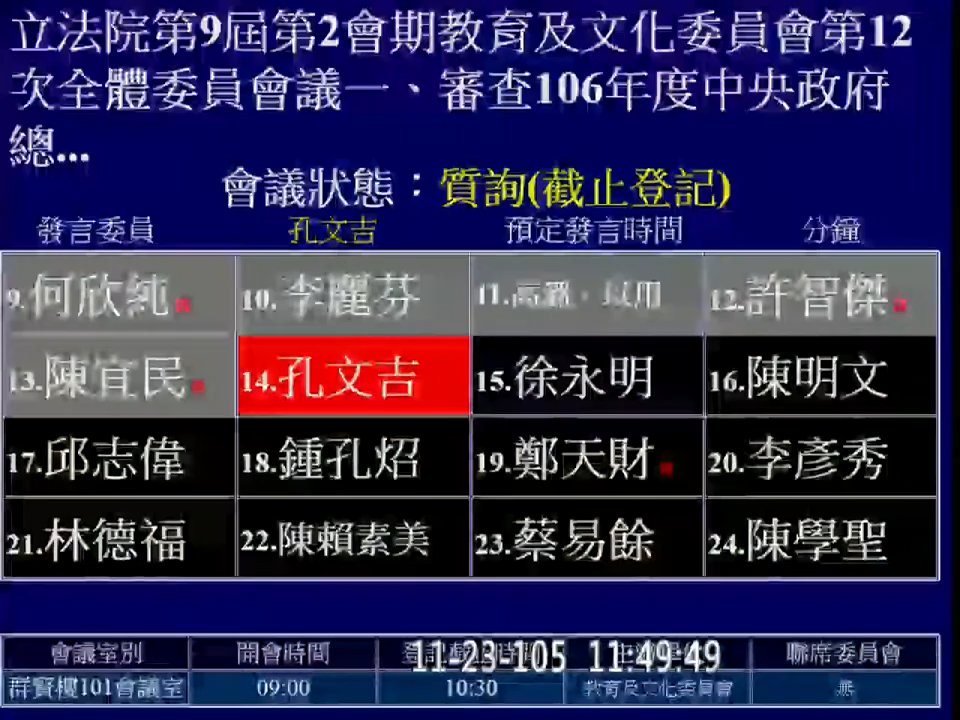 立法院第9屆第2會期教育及文化委員會第12
次全體委員會議一、審查106年度中央政府
總...
會議狀態：質詢(截止登記)
發言委員 孔文吉 預定發言時間 分鐘
9.何欣純 10.李麗芬 11. 12.許智傑
13.陳宜民 14.孔文吉 15.徐永明 16.陳明文
17.邱志偉 18.鍾孔炤 19.鄭天財 20.李彥秀
21.林德福 22.陳賴素美 23.蔡易餘 24.陳學聖
會議室別 開會時間 聯席委員會
11-23-105 11:49:49
群賢樓101會議室 09:00 10:30 教育及文化委員會 無